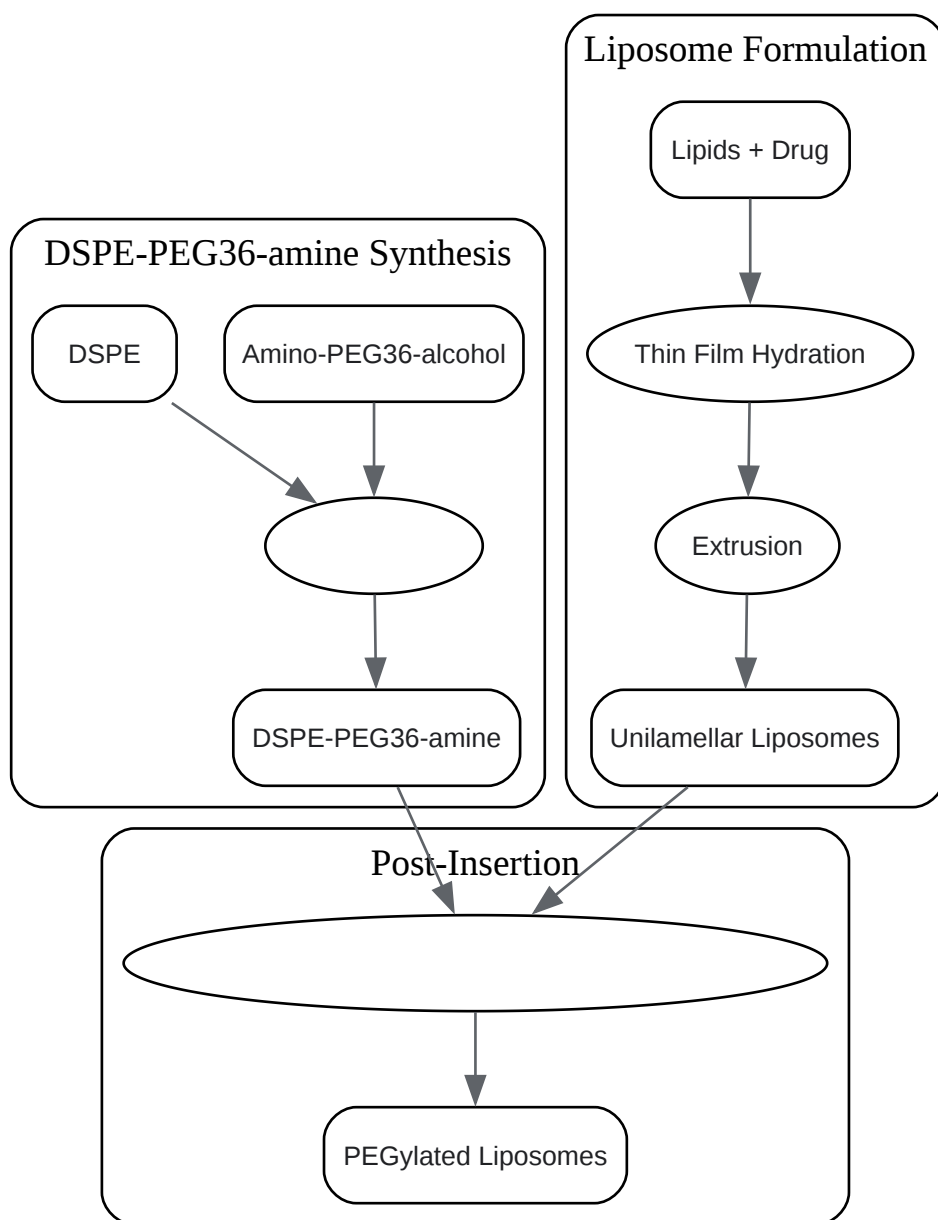 Liposome Formulation
Lipids + Drug
DSPE-PEG36-amine Synthesis
DSPE
Amino-PEG36-alcohol
Thin Film Hydration
Extrusion
DSPE-PEG36-amine
Unilamellar Liposomes
Post-Insertion
PEGylated Liposomes